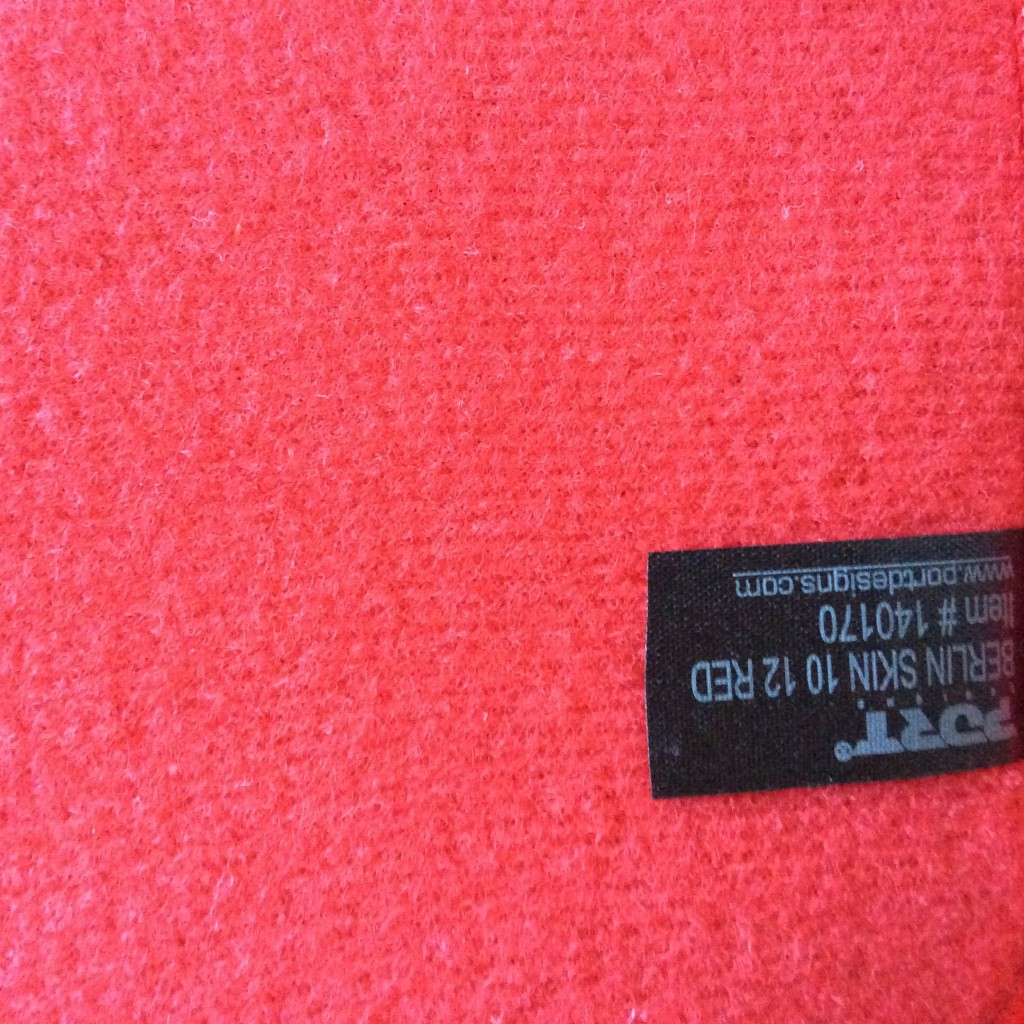 PORT®
BERLIN SKIN 10 12 RED
Item # 140170
www.portdesigns.com